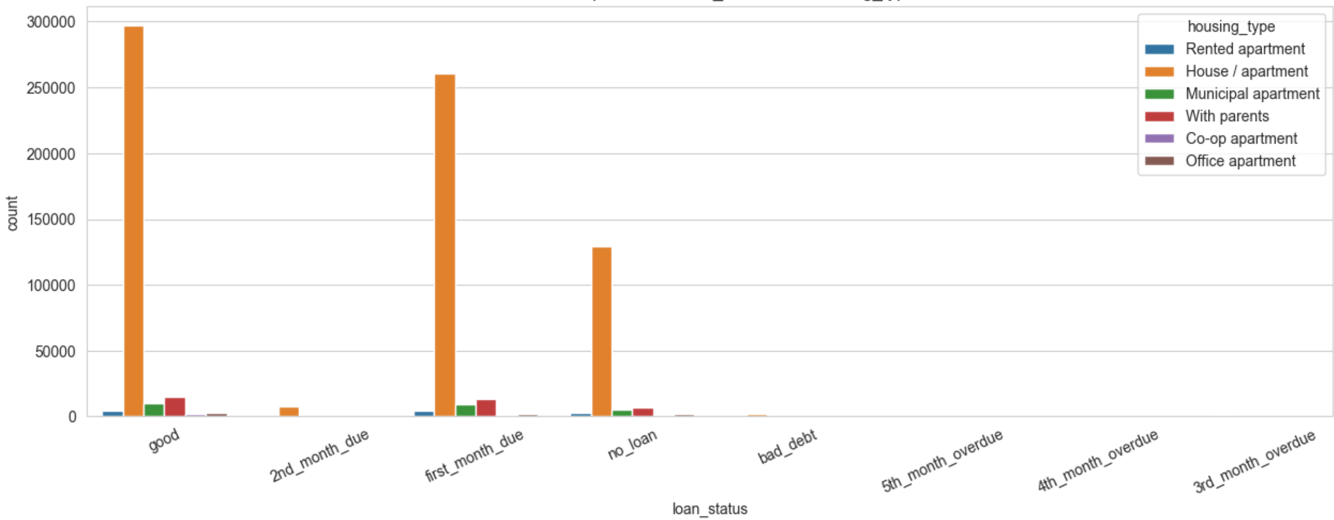 300000
250000
200000
150000
100000
50000
0
count
housing_type
Rented apartment
House / apartment
Municipal apartment
With parents
Co-op apartment
Office apartment
good
2nd_month_due
first_month_due
no_loan
bad_debt
5th_month_overdue
4th_month_overdue
3rd_month_overdue
loan_status